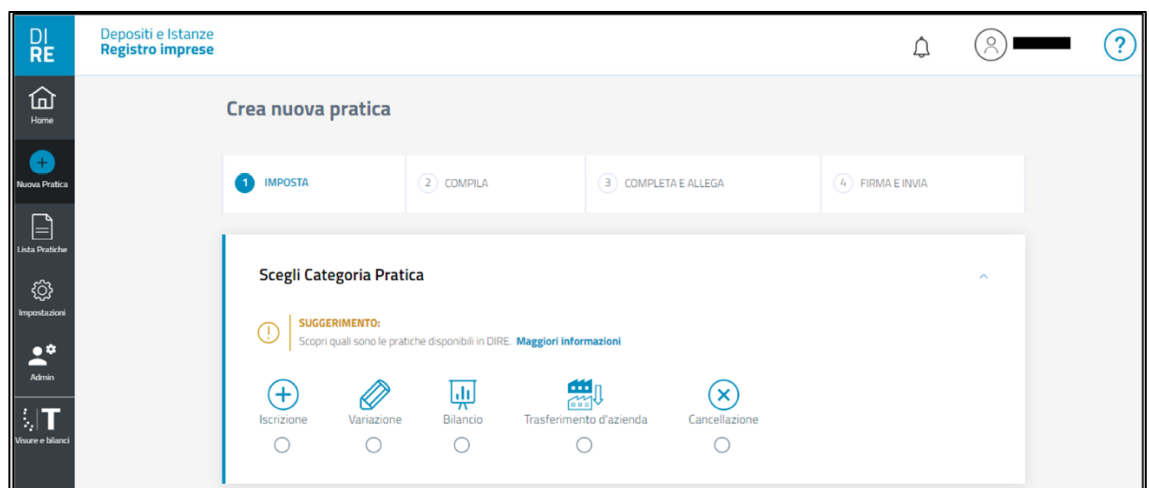 DI
RE
Depositi e Istanze
Registro imprese
?
Home
Nuova Pratica
Lista Pratiche
Impostazioni
Admin
T
Visure e bilanci
Crea nuova pratica
1 IMPOSTA
2 COMPILA
3 COMPLETA E ALLEGA
4 FIRMA E INVIA
Scegli Categoria Pratica
SUGGERIMENTO:
Scopri quali sono le pratiche disponibili in DIRE. Maggiori informazioni
Iscrizione
Variazione
Bilancio
Trasferimento d'azienda
Cancellazione